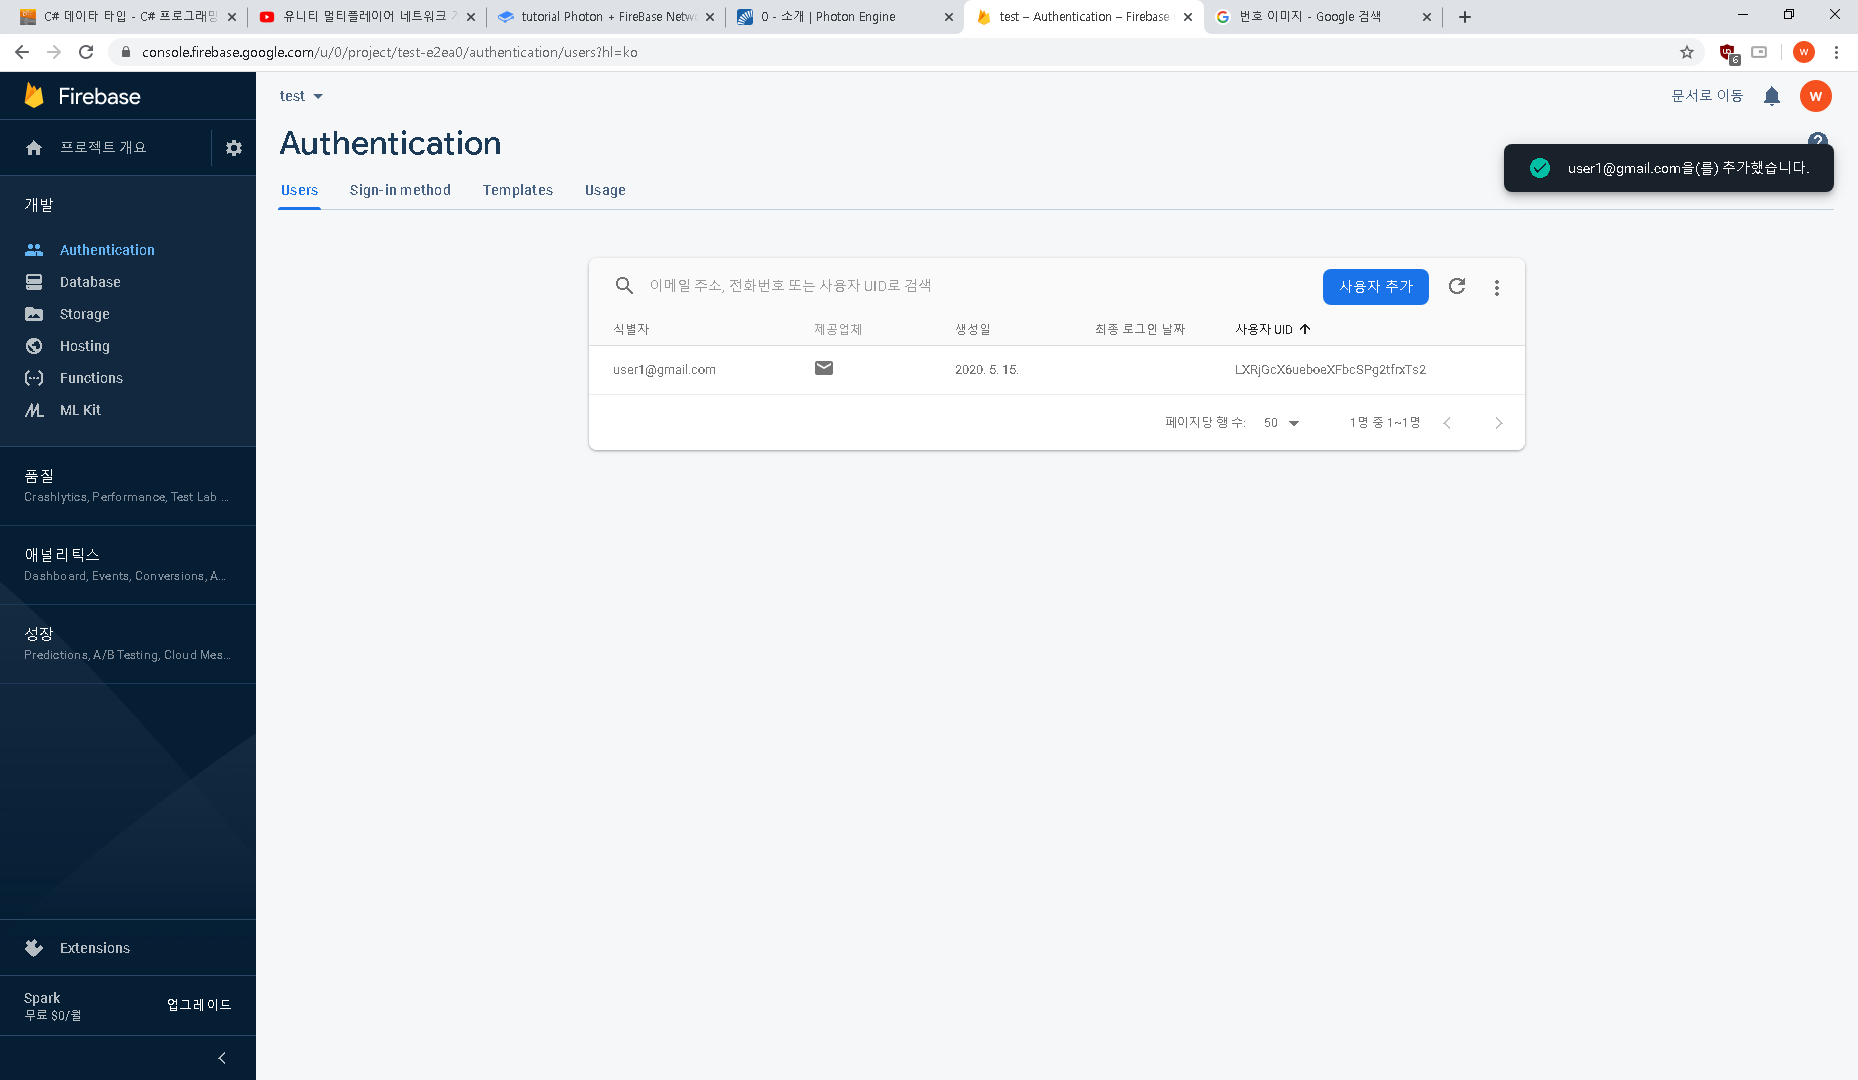 C# 데이타 타입 - C# 프로그래밍
유니티 멀티플레이어 네트워크
tutorial Photon + FireBase Netw
0 - 소개 | Photon Engine
test – Authentication – Firebase
번호 이미지 - Google 검색
console.firebase.google.com/u/0/project/test-e2ea0/authentication/users?hl=ko
6
W
Firebase
test
문서로 이동
W
프로젝트 개요
Authentication
?
user1@gmail.com을(를) 추가했습니다.
Users
Sign-in method
Templates
Usage
개발
Authentication
Database
Storage
Hosting
Functions
ML Kit
이메일 주소, 전화번호 또는 사용자 UID로 검색
사용자 추가
식별자
제공업체
생성일
최종 로그인 날짜
사용자 UID
user1@gmail.com
2020. 5. 15.
LXRjGcX6ueboeXFbcSPg2tfrxTs2
페이지당 행 수:
50
1명 중 1~1명
품질
Crashlytics, Performance, Test Lab ...
애널리틱스
Dashboard, Events, Conversions, A...
성장
Predictions, A/B Testing, Cloud Mes...
Extensions
Spark
무료 $0/월
업그레이드